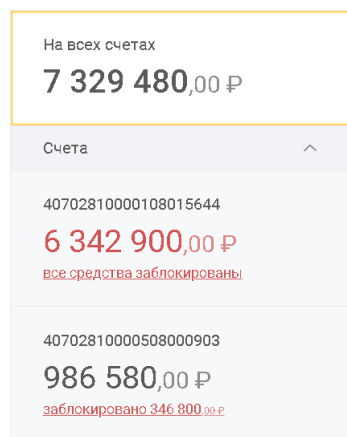 На всех счетах
7 329 480,00 ₽
Счета
40702810000108015644
6 342 900,00 ₽
все средства заблокированы
40702810000508000903
986 580,00 ₽
заблокировано 346 800,00 ₽